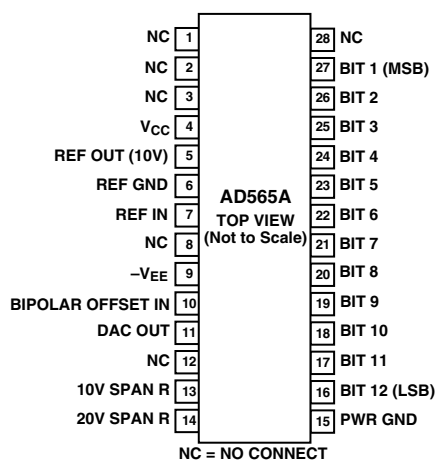 NC 1
NC 2
NC 3
VCC 4
REF OUT (10V) 5
REF GND 6
REF IN 7
NC 8
–VEE 9
BIPOLAR OFFSET IN 10
DAC OUT 11
NC 12
10V SPAN R 13
20V SPAN R 14
AD565A
TOP VIEW
(Not to Scale)
28 NC
27 BIT 1 (MSB)
26 BIT 2
25 BIT 3
24 BIT 4
23 BIT 5
22 BIT 6
21 BIT 7
20 BIT 8
19 BIT 9
18 BIT 10
17 BIT 11
16 BIT 12 (LSB)
15 PWR GND
NC = NO CONNECT